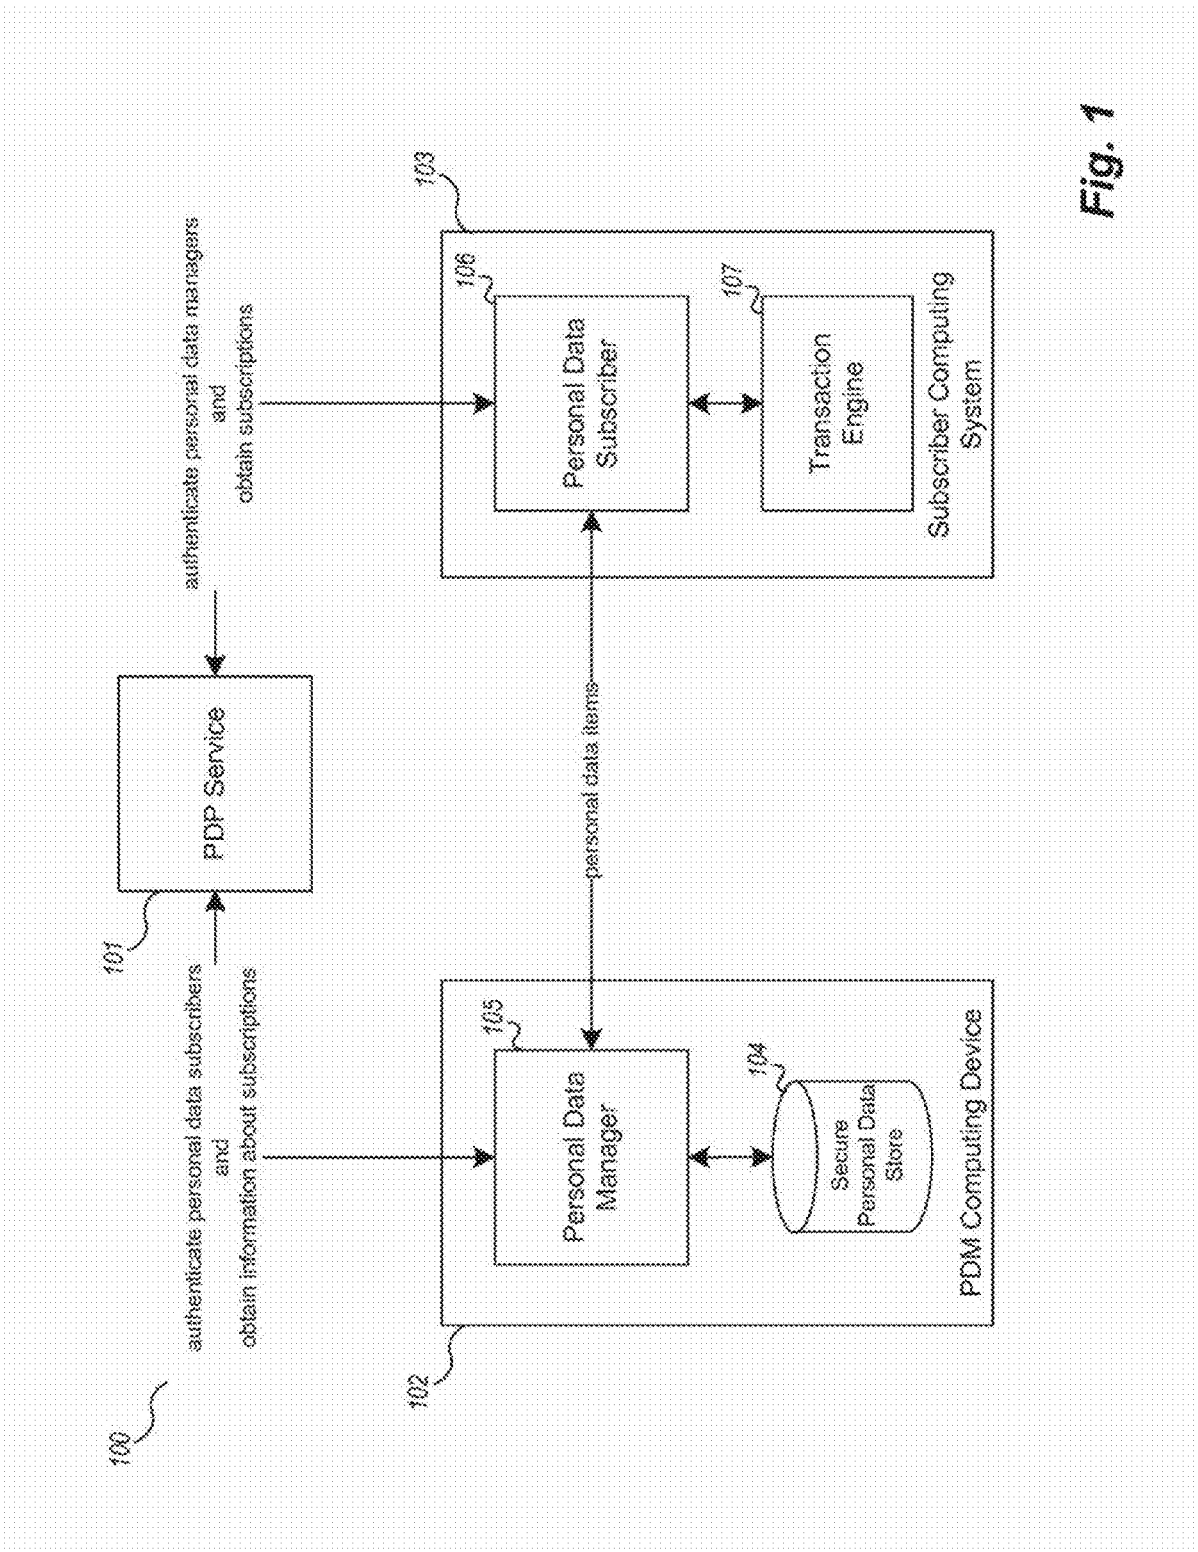 100
authenticate personal data subscribers
and
obtain information about subscriptions
101
PDP Service
authenticate personal data managers
and
obtain subscriptions
102
105
Personal Data
Manager
104
Secure
Personal Data
Store
PDM Computing Device
personal data items
103
106
Personal Data
Subscriber
107
Transaction
Engine
Subscriber Computing
System
Fig. 1